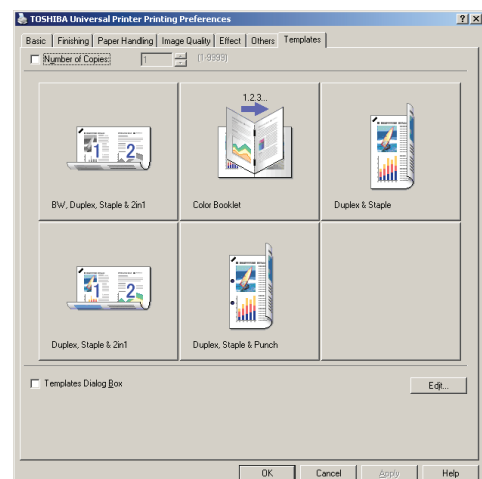 TOSHIBA Universal Printer Printing Preferences
Basic Finishing Paper Handling Image Quality Effect Others Templates
Number of Copies: 1 (1-9999)
1.2.3...
1 2
BW, Duplex, Staple & 2in1 Color Booklet Duplex & Staple
1 2
Duplex, Staple & 2in1 Duplex, Staple & Punch
Templates Dialog Box Edit...
OK Cancel Apply Help